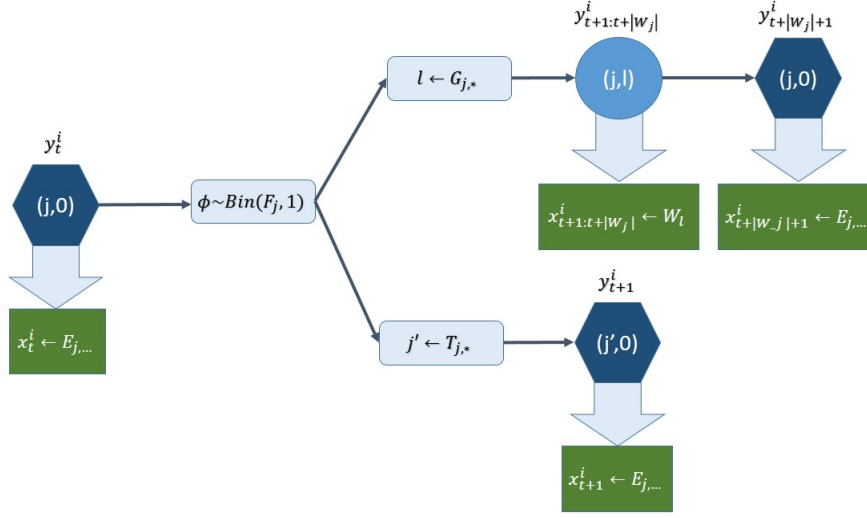 y_{t+1:t+|W_j|}^i
y_{t+|W_j|+1}^i
l ← G_{j,*}
(j,l)
(j,0)
y_t^i
(j,0)
ϕ~Bin(F_j, 1)
x_{t+1:t+|W_j|}^i ← W_l
x_{t+|W_j|+1}^i ← E_{j,...}
y_{t+1}^i
x_t^i ← E_{j,...}
j′ ← T_{j,*}
(j',0)
x_{t+1}^i ← E_{j,...}